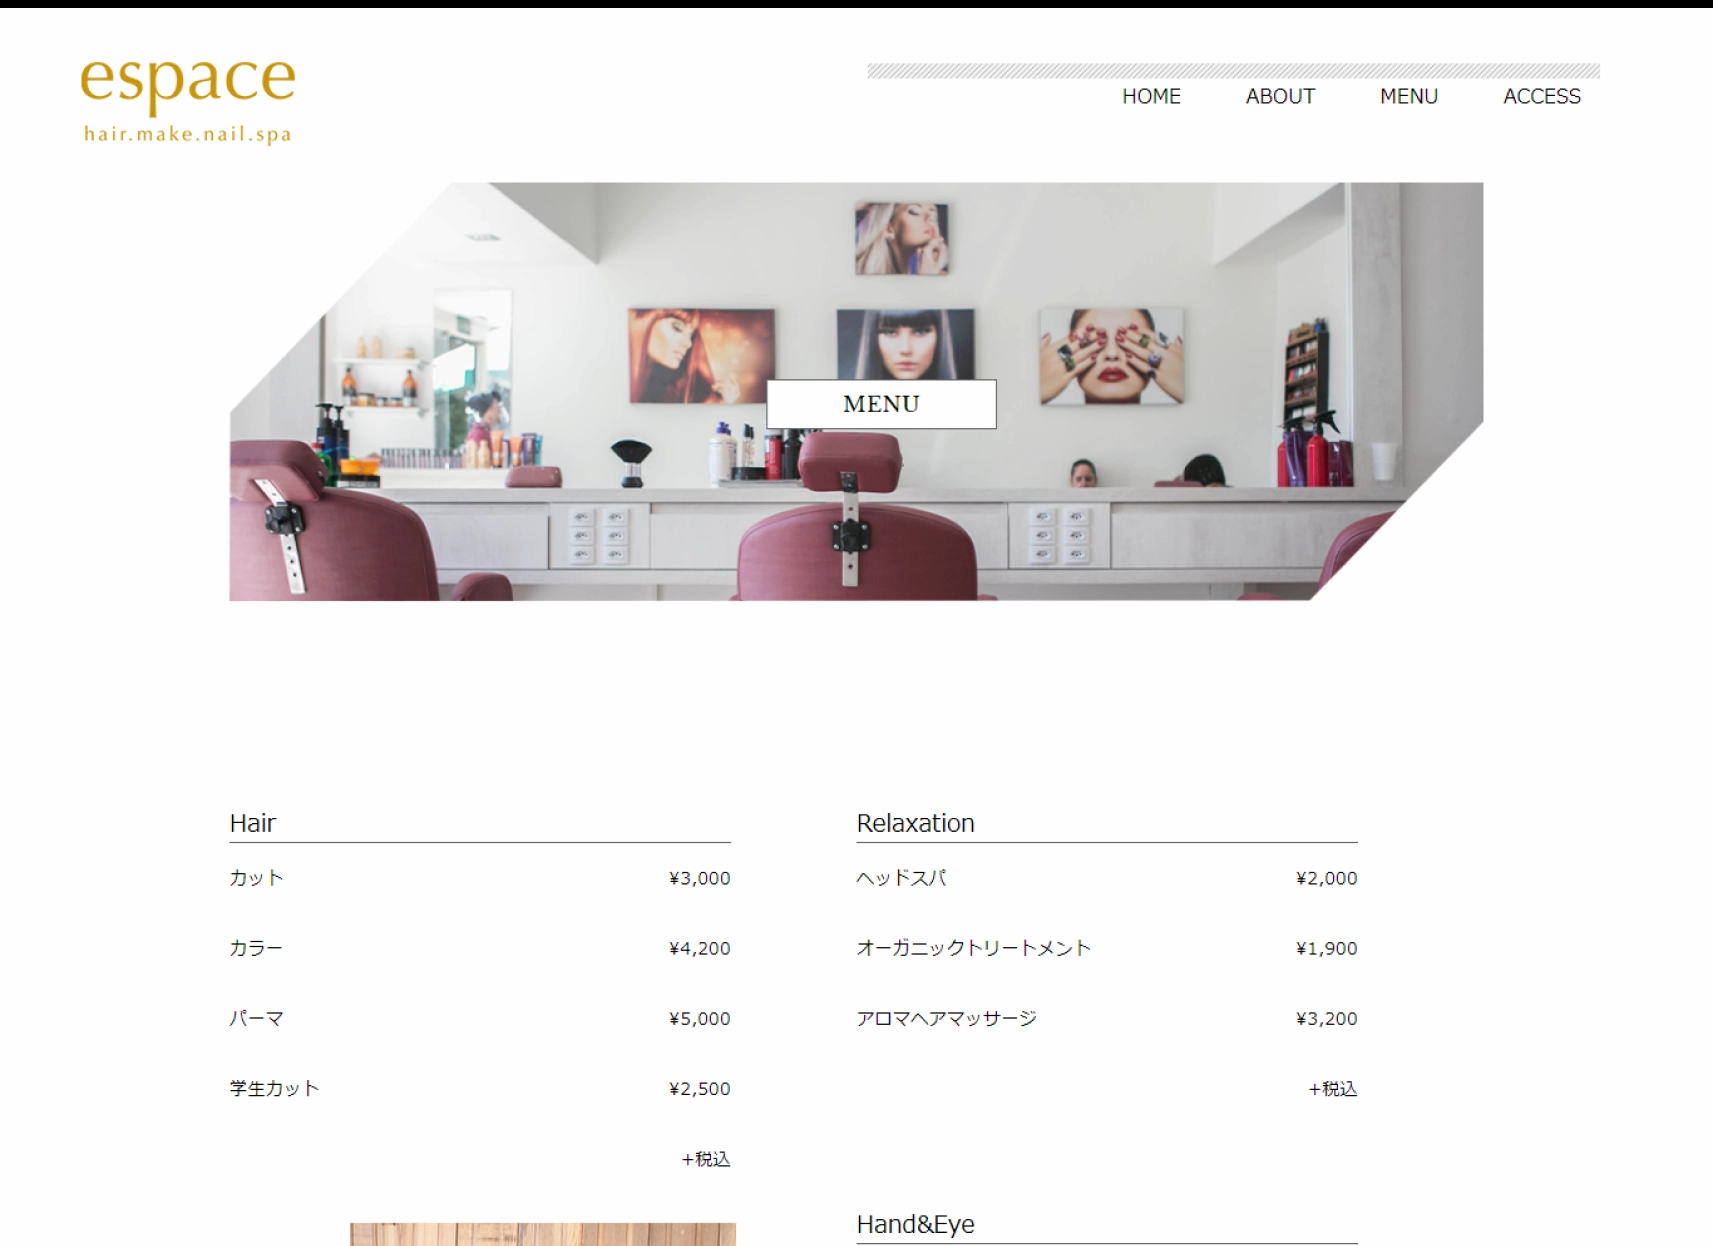 espace
hair.make.nail.spa
HOME ABOUT MENU ACCESS
MENU
Hair
カット ¥3,000
カラー ¥4,200
パーマ ¥5,000
学生カット ¥2,500
+税込
Relaxation
ヘッドスパ ¥2,000
オーガニックトリートメント ¥1,900
アロマヘアマッサージ ¥3,200
+税込
Hand&Eye